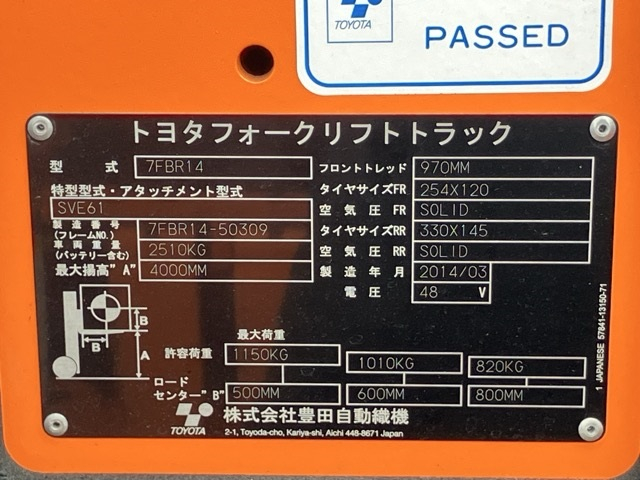 TOYOTA
PASSED
トヨタフォークリフトトラック
型式 7FBR14 フロントトレッド 970MM
特型型式・アタッチメント型式 タイヤサイズFR 254X120
SVE61 空気圧FR SOLID
製造番号(フレームNO.) 7FBR14-50309 タイヤサイズRR 330X145
車両重量(バッテリー含む) 2510KG 空気圧RR SOLID
最大揚高"A" 4000MM 製造年月 2014/03
電圧 48 V
B
B A
最大荷重
許容荷重 1150KG 1010KG 820KG
ロードセンター"B" 500MM 600MM 800MM
TOYOTA 株式会社豊田自動織機
2-1, Toyoda-cho, Kariya-shi, Aichi 448-8671 Japan
1 JAPANESE 57841-13150-71